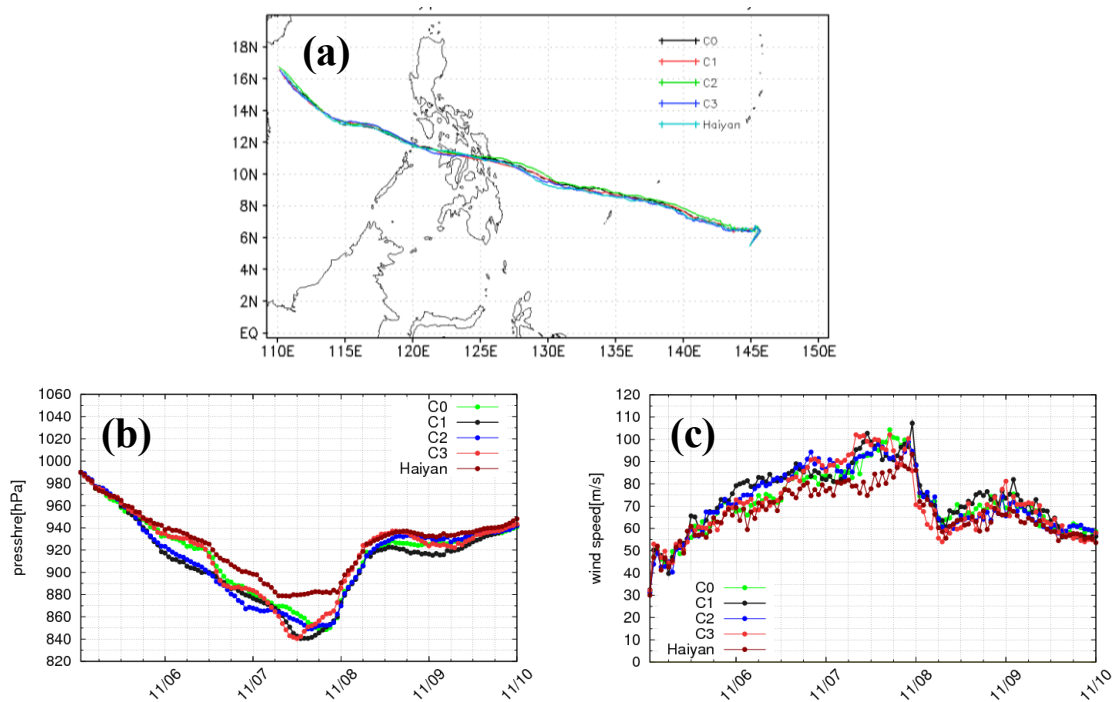 (a)
C0
C1
C2
C3
Haiyan
18N
16N
14N
12N
10N
8N
6N
4N
2N
EQ
110E 115E 120E 125E 130E 135E 140E 145E 150E
(b)
C0
C1
C2
C3
Haiyan
1060
1040
1020
1000
980
960
940
920
900
880
860
840
820
11/06 11/07 11/08 11/09 11/10
(c)
wind speed[m/s]
120
110
100
90
80
70
60
50
40
30
20
10
0
C0
C1
C2
C3
Haiyan
11/06 11/07 11/08 11/09 11/10